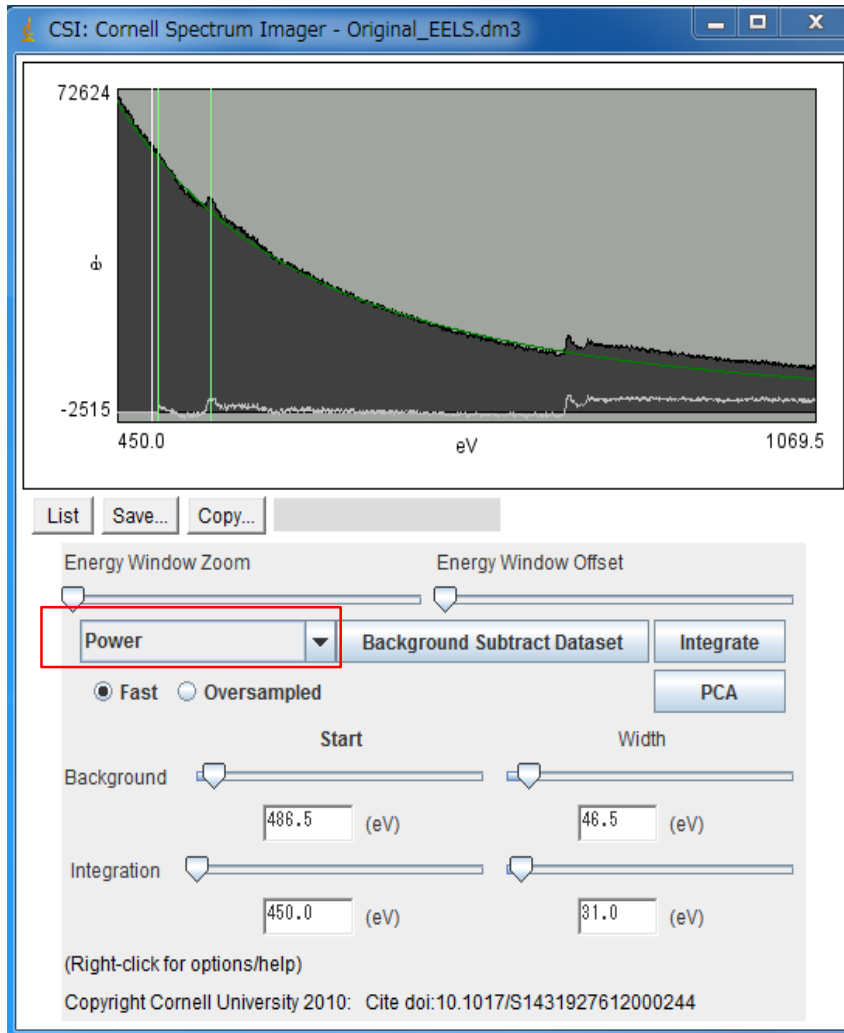 CSI: Cornell Spectrum Imager - Original_EELS.dm3
72624
e-
-2515
450.0
eV
1069.5
List Save... Copy...
Energy Window Zoom Energy Window Offset
Power Background Subtract Dataset Integrate
Fast Oversampled PCA
Start Width
Background
486.5 (eV) 46.5 (eV)
Integration
450.0 (eV) 31.0 (eV)
(Right-click for options/help)
Copyright Cornell University 2010: Cite doi:10.1017/S1431927612000244